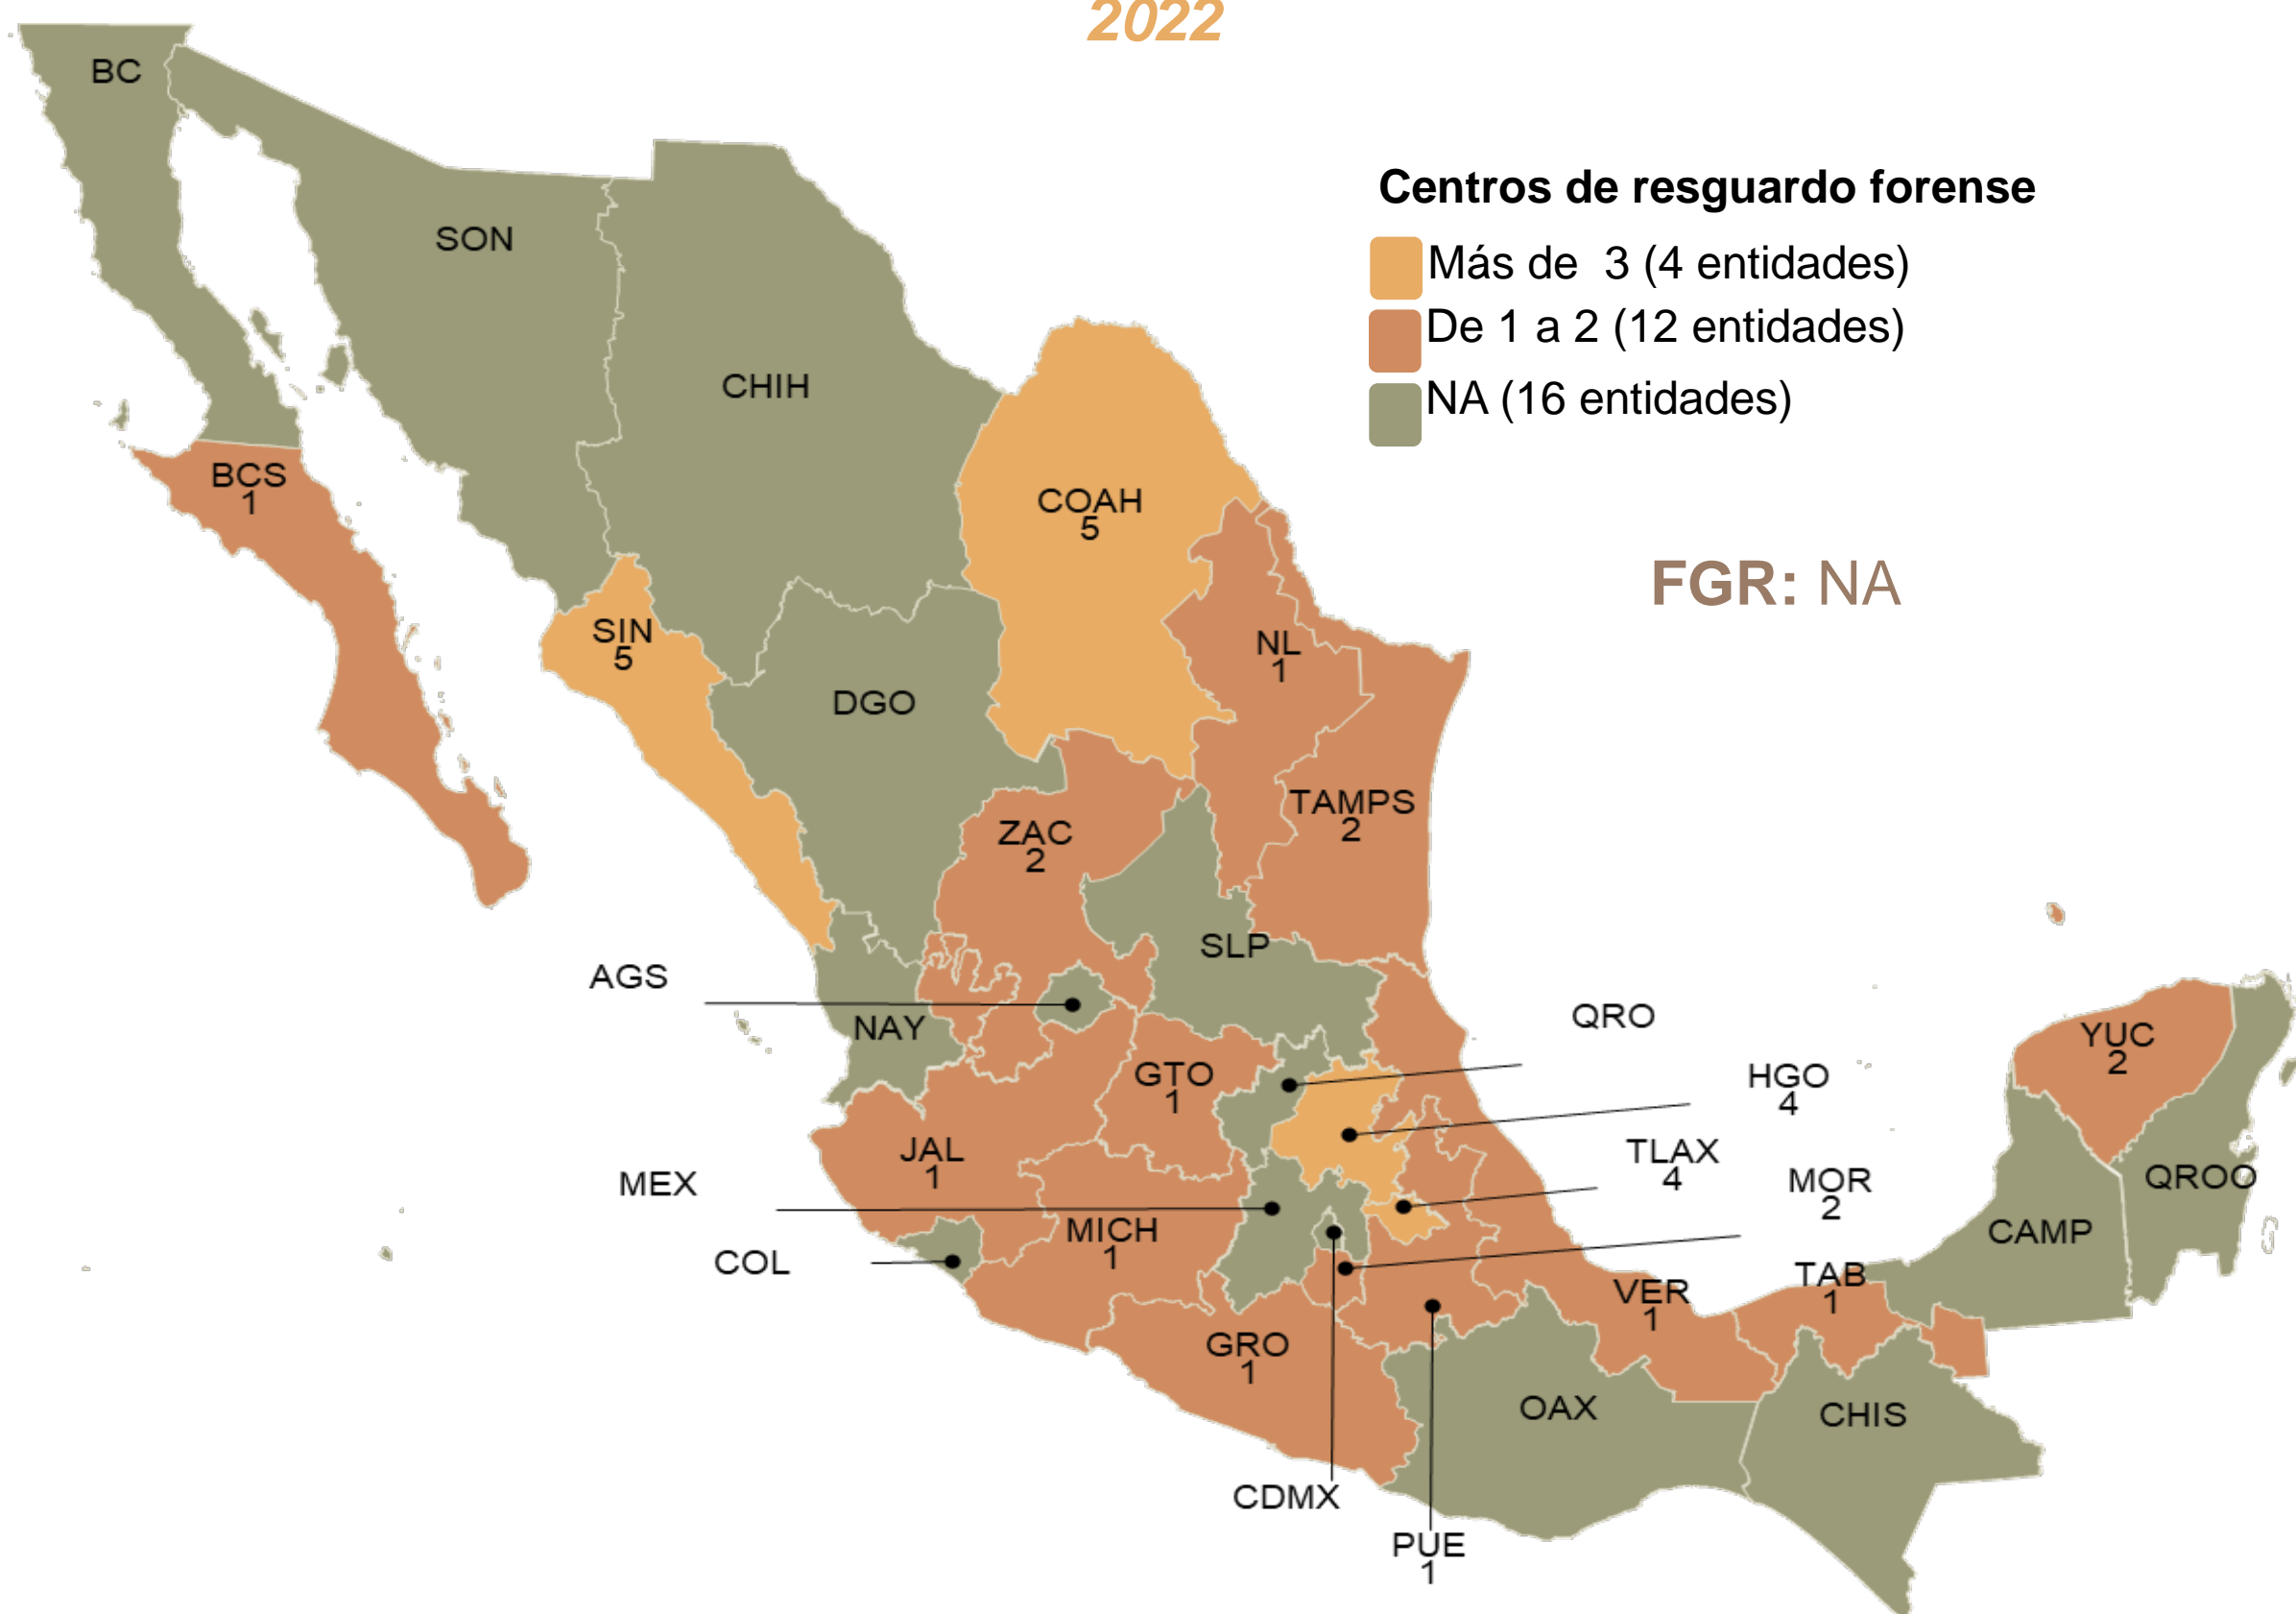 2022
BC
Centros de resguardo forense
SON
Más de  3 (4 entidades)
De 1 a 2 (12 entidades)
CHIH
NA (16 entidades)
BCS
1
COAH
5
FGR: NA
SIN
5
NL
1
DGO
TAMPS
2
ZAC
2
SLP
AGS
QRO
NAY
YUC
2
GTO
1
HGO
4
JAL
1
TLAX
4
MEX
MOR
2
QROO
MICH
1
CAMP
COL
TAB
1
VER
1
GRO
1
OAX
CHIS
CDMX
PUE
1